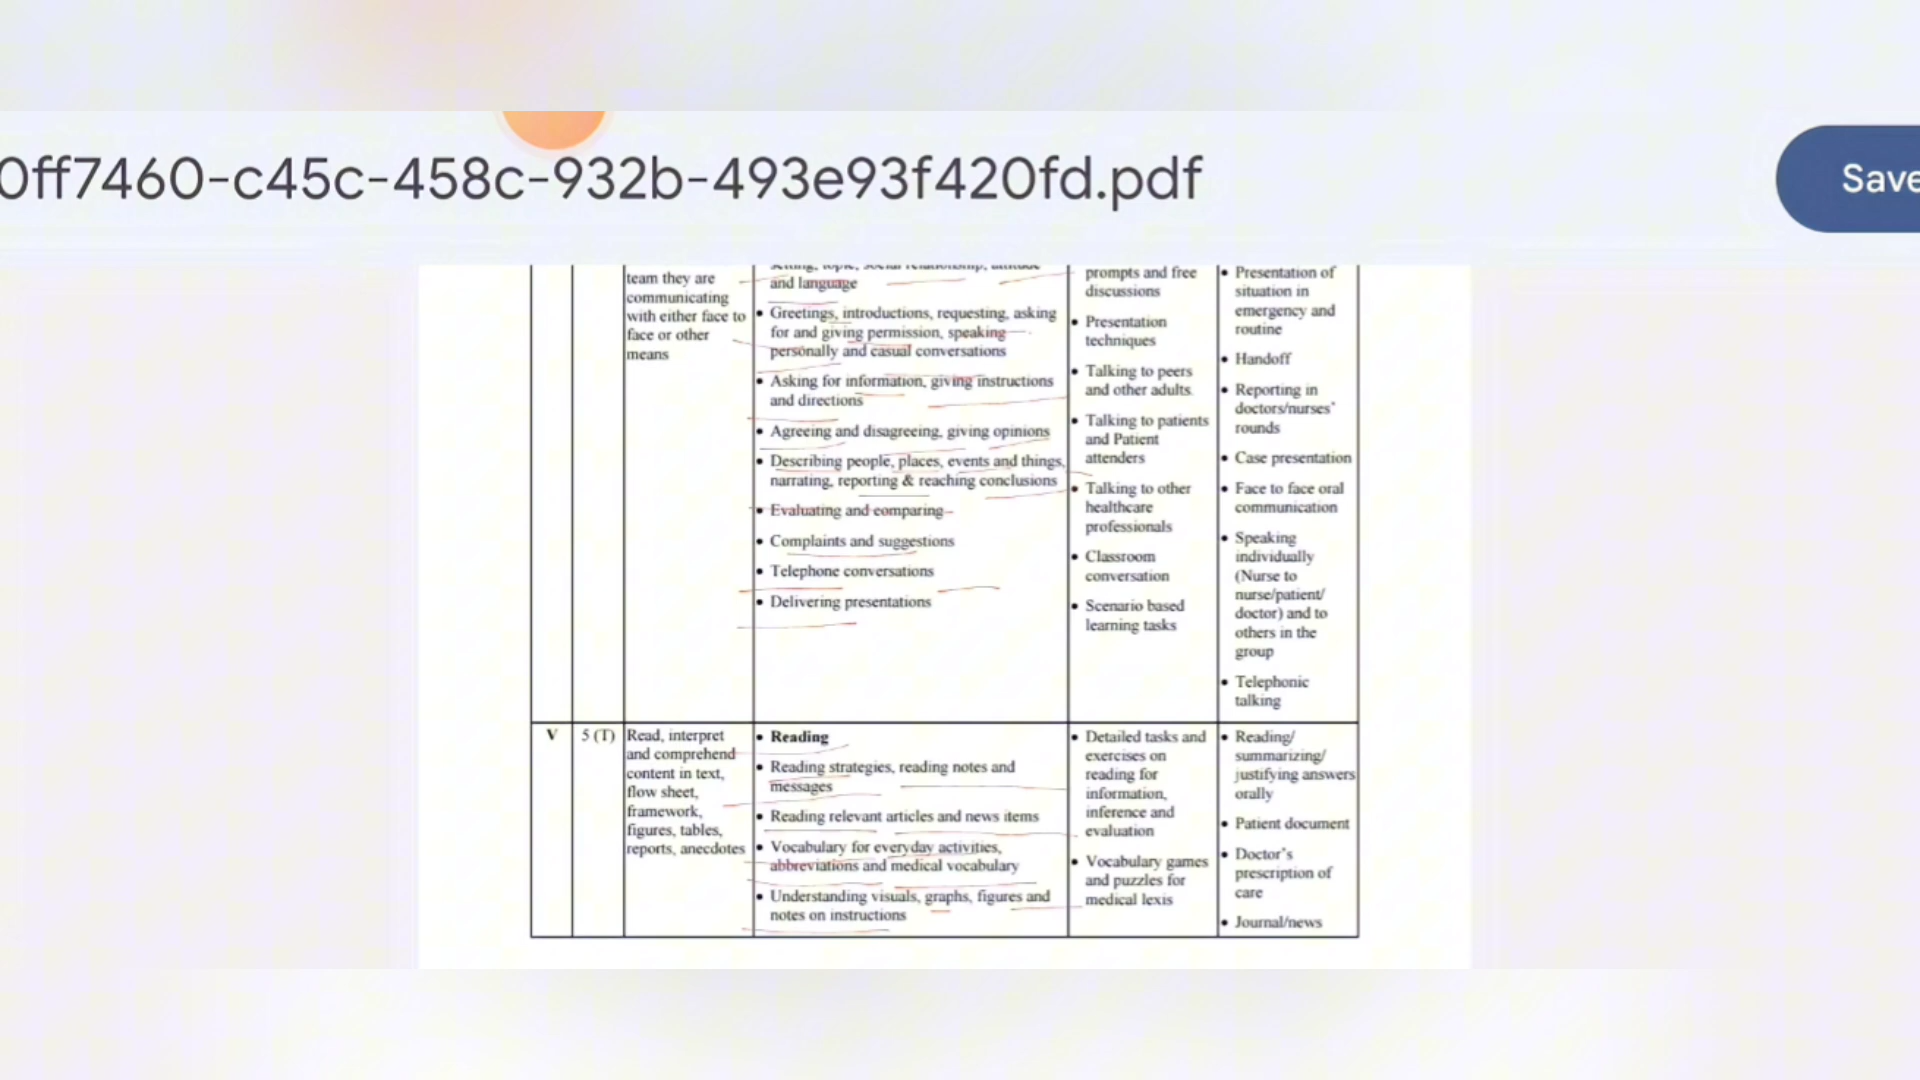 0ff7460-c45c-458c-932b-493e93f420fd.pdf
Save
team they are
communicating
with either face to
face or other
means
setting, topic, social relationship, attitude
and language
• Greetings, introductions, requesting, asking
for and giving permission, speaking
personally and casual conversations
• Asking for information, giving instructions
and directions
• Agreeing and disagreeing, giving opinions
• Describing people, places, events and things,
narrating, reporting & reaching conclusions
• Evaluating and comparing
• Complaints and suggestions
• Telephone conversations
• Delivering presentations
prompts and free
discussions
• Presentation
techniques
• Talking to peers
and other adults.
• Talking to patients
and Patient
attenders
• Talking to other
healthcare
professionals
• Classroom
conversation
• Scenario based
learning tasks
• Presentation of
situation in
emergency and
routine
• Handoff
• Reporting in
doctors/nurses'
rounds
• Case presentation
• Face to face oral
communication
• Speaking
individually
(Nurse to
nurse/patient/
doctor) and to
others in the
group
• Telephonic
talking
V
5 (T)
Read, interpret
and comprehend
content in text,
flow sheet,
framework,
figures, tables,
reports, anecdotes
• Reading
• Reading strategies, reading notes and
messages
• Reading relevant articles and news items
• Vocabulary for everyday activities,
abbreviations and medical vocabulary
• Understanding visuals, graphs, figures and
notes on instructions
• Detailed tasks and
exercises on
reading for
information,
inference and
evaluation
• Vocabulary games
and puzzles for
medical lexis
• Reading/
summarizing/
justifying answers
orally
• Patient document
• Doctor's
prescription of
care
• Journal/news